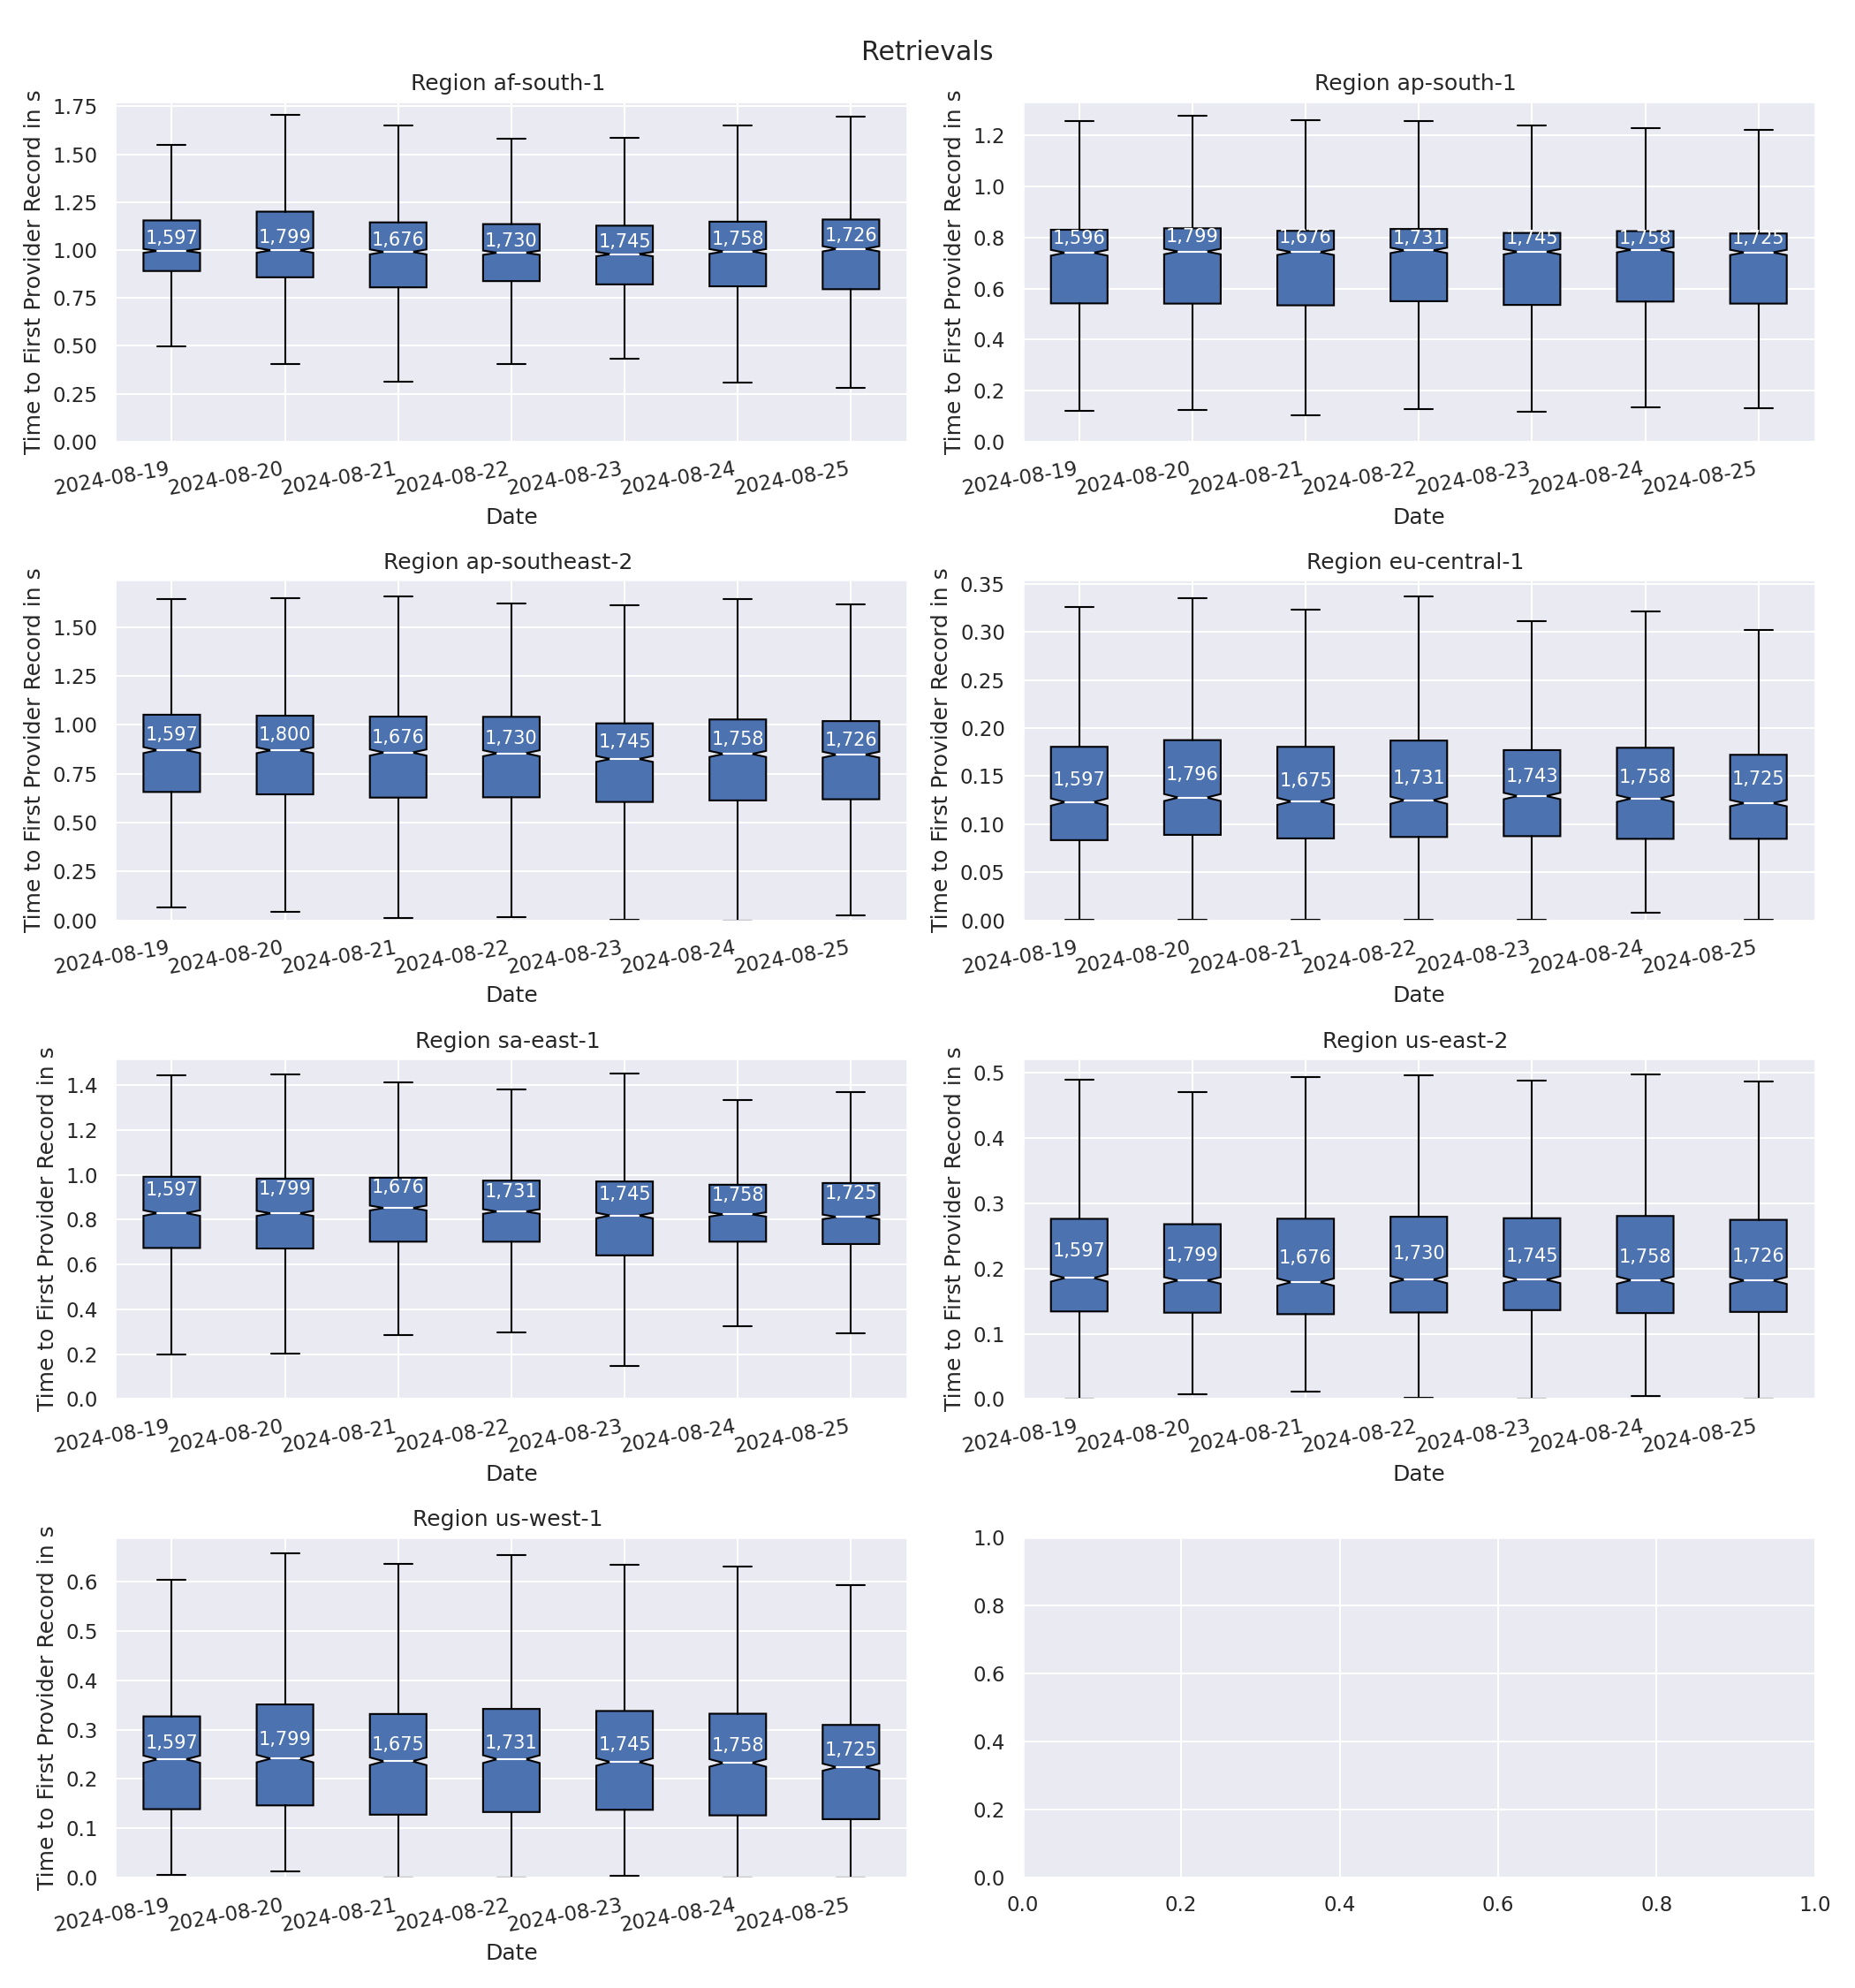 Retrievals
Region af-south-1
Time to First Provider Record in s
1.75
1.50
1.25
1.00
0.75
0.50
0.25
0.00
1,597 1,799 1,676 1,730 1,745 1,758 1,726
2024-08-19 2024-08-20 2024-08-21 2024-08-22 2024-08-23 2024-08-24 2024-08-25
Date
Region ap-south-1
Time to First Provider Record in s
1.2
1.0
0.8
0.6
0.4
0.2
0.0
1,596 1,799 1,676 1,731 1,745 1,758 1,725
2024-08-19 2024-08-20 2024-08-21 2024-08-22 2024-08-23 2024-08-24 2024-08-25
Date
Region ap-southeast-2
Time to First Provider Record in s
1.50
1.25
1.00
0.75
0.50
0.25
0.00
1,597 1,800 1,676 1,730 1,745 1,758 1,726
2024-08-19 2024-08-20 2024-08-21 2024-08-22 2024-08-23 2024-08-24 2024-08-25
Date
Region eu-central-1
Time to First Provider Record in s
0.35
0.30
0.25
0.20
0.15
0.10
0.05
0.00
1,597 1,796 1,675 1,731 1,743 1,758 1,725
2024-08-19 2024-08-20 2024-08-21 2024-08-22 2024-08-23 2024-08-24 2024-08-25
Date
Region sa-east-1
Time to First Provider Record in s
1.4
1.2
1.0
0.8
0.6
0.4
0.2
0.0
1,597 1,799 1,676 1,731 1,745 1,758 1,725
2024-08-19 2024-08-20 2024-08-21 2024-08-22 2024-08-23 2024-08-24 2024-08-25
Date
Region us-east-2
Time to First Provider Record in s
0.5
0.4
0.3
0.2
0.1
0.0
1,597 1,799 1,676 1,730 1,745 1,758 1,726
2024-08-19 2024-08-20 2024-08-21 2024-08-22 2024-08-23 2024-08-24 2024-08-25
Date
Region us-west-1
Time to First Provider Record in s
0.6
0.5
0.4
0.3
0.2
0.1
0.0
1,597 1,799 1,675 1,731 1,745 1,758 1,725
2024-08-19 2024-08-20 2024-08-21 2024-08-22 2024-08-23 2024-08-24 2024-08-25
Date
1.0
0.8
0.6
0.4
0.2
0.0
0.0 0.2 0.4 0.6 0.8 1.0